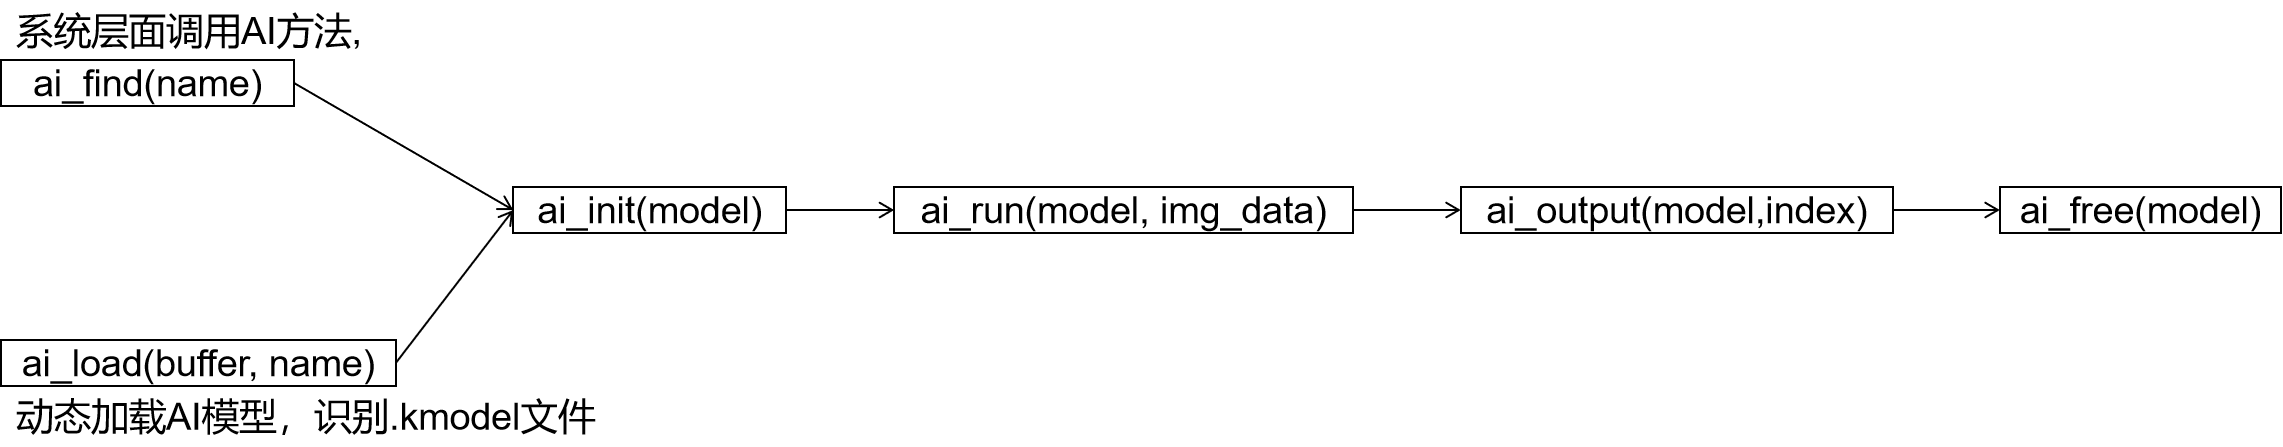 系统层面调用AI方法,
ai_find(name)
ai_init(model)
ai_run(model, img_data)
ai_output(model,index)
ai_free(model)
ai_load(buffer, name)
动态加载AI模型，识别.kmodel文件